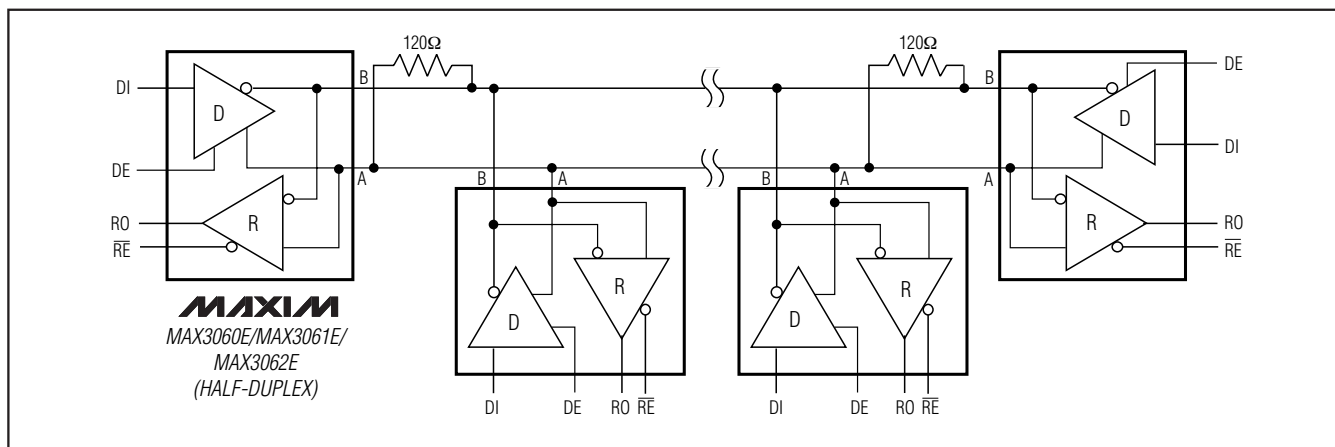 120Ω
120Ω
DI
B
D
DE
A
RO
R
RE
B
DE
D
DI
A
RO
R
RE
B
A
R
D
DI
DE
RO
RE
B
A
R
D
DI
DE
RO
RE
MAXIM
MAX3060E/MAX3061E/
MAX3062E
(HALF-DUPLEX)